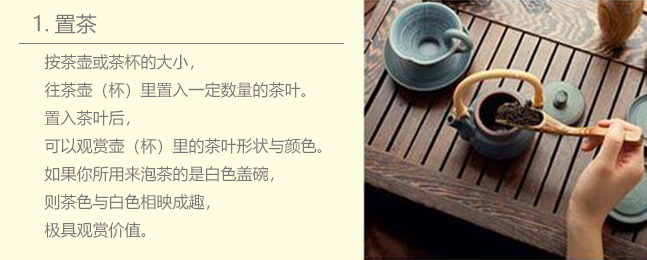 1. 置茶
按茶壶或茶杯的大小，
往茶壶（杯）里置入一定数量的茶叶。
置入茶叶后，
可以观赏壶（杯）里的茶叶形状与颜色。
如果你所用来泡茶的是白色盖碗，
则茶色与白色相映成趣，
极具观赏价值。